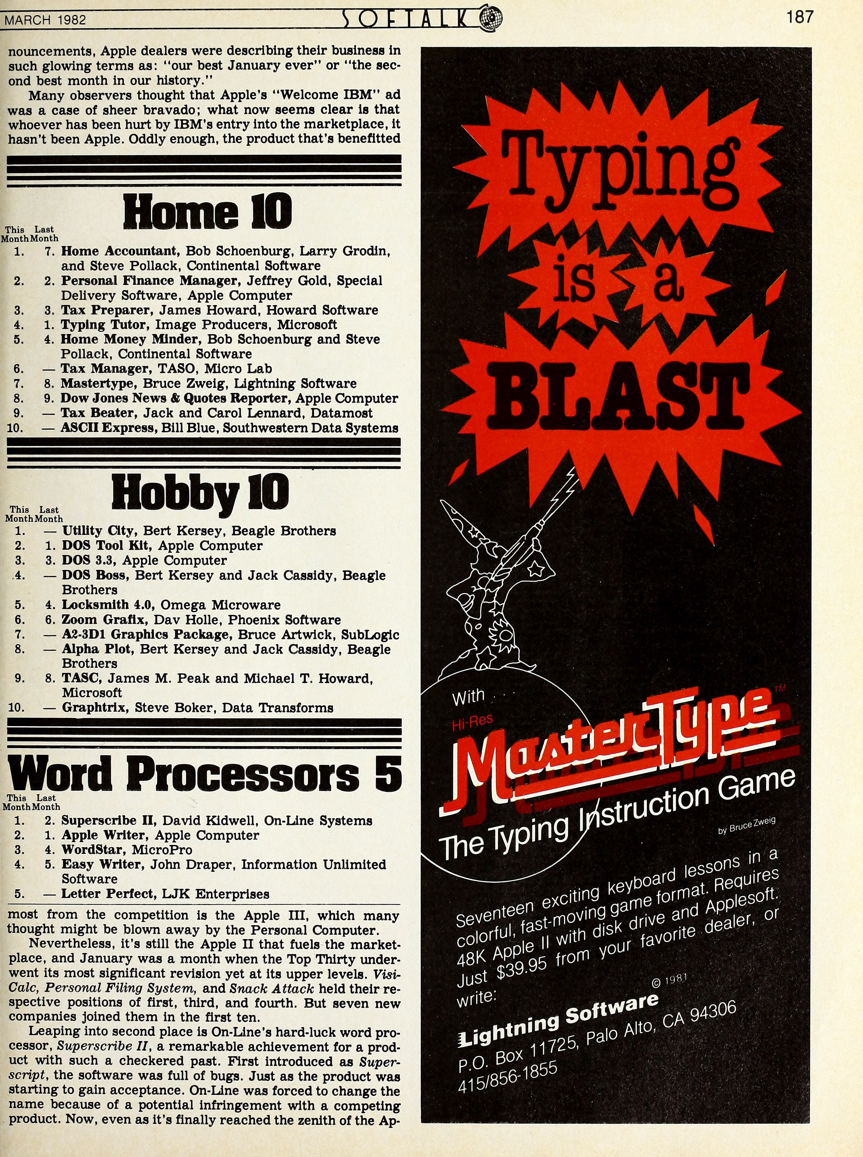 MARCH 1982
SOFTALK
187
nouncements, Apple dealers were describing their business in
such glowing terms as: "our best January ever" or "the sec-
ond best month in our history."
Many observers thought that Apple's "Welcome IBM" ad
was a case of sheer bravado; what now seems clear is that
whoever has been hurt by IBM's entry into the marketplace, it
hasn't been Apple. Oddly enough, the product that's benefitted
Home 10
This Last
Month Month
1. 7. Home Accountant, Bob Schoenburg, Larry Grodin,
and Steve Pollack, Continental Software
2. 2. Personal Finance Manager, Jeffrey Gold, Special
Delivery Software, Apple Computer
3. 3. Tax Preparer, James Howard, Howard Software
4. 1. Typing Tutor, Image Producers, Microsoft
5. 4. Home Money Minder, Bob Schoenburg and Steve
Pollack, Continental Software
6. — Tax Manager, TASO, Micro Lab
7. 8. Mastertype, Bruce Zweig, Lightning Software
8. 9. Dow Jones News & Quotes Reporter, Apple Computer
9. — Tax Beater, Jack and Carol Lennard, Datamost
10. — ASCII Express, Bill Blue, Southwestern Data Systems
Hobby 10
This Last
Month Month
1. — Utility City, Bert Kersey, Beagle Brothers
2. 1. DOS Tool Kit, Apple Computer
3. 3. DOS 3.3, Apple Computer
4. — DOS Boss, Bert Kersey and Jack Cassidy, Beagle
Brothers
5. 4. Locksmith 4.0, Omega Microware
6. 6. Zoom Grafix, Dav Holle, Phoenix Software
7. — A2-3D1 Graphics Package, Bruce Artwick, SubLogic
8. — Alpha Plot, Bert Kersey and Jack Cassidy, Beagle
Brothers
9. 8. TASC, James M. Peak and Michael T. Howard,
Microsoft
10. — Graphtrix, Steve Boker, Data Transforms
Word Processors 5
This Last
Month Month
1. 2. Superscribe II, David Kidwell, On-Line Systems
2. 1. Apple Writer, Apple Computer
3. 4. WordStar, MicroPro
4. 5. Easy Writer, John Draper, Information Unlimited
Software
5. — Letter Perfect, LJK Enterprises
most from the competition is the Apple III, which many
thought might be blown away by the Personal Computer.
Nevertheless, it's still the Apple II that fuels the market-
place, and January was a month when the Top Thirty under-
went its most significant revision yet at its upper levels. Visi-
Calc, Personal Filing System, and Snack Attack held their re-
spective positions of first, third, and fourth. But seven new
companies joined them in the first ten.
Leaping into second place is On-Line's hard-luck word pro-
cessor, Superscribe II, a remarkable achievement for a prod-
uct with such a checkered past. First introduced as Super-
script, the software was full of bugs. Just as the product was
starting to gain acceptance. On-Line was forced to change the
name because of a potential infringement with a competing
product. Now, even as it's finally reached the zenith of the Ap-
Typing
is a
BLAST
With . . .
Hi-Res
MasterType™
The Typing Instruction Game
by Bruce Zweig
Seventeen exciting keyboard lessons in a
colorful, fast-moving game format. Requires
48K Apple II with disk drive and Applesoft.
Just $39.95 from your favorite dealer, or
write:
© 1981
Lightning Software
P.O. Box 11725, Palo Alto, CA 94306
415/856-1855